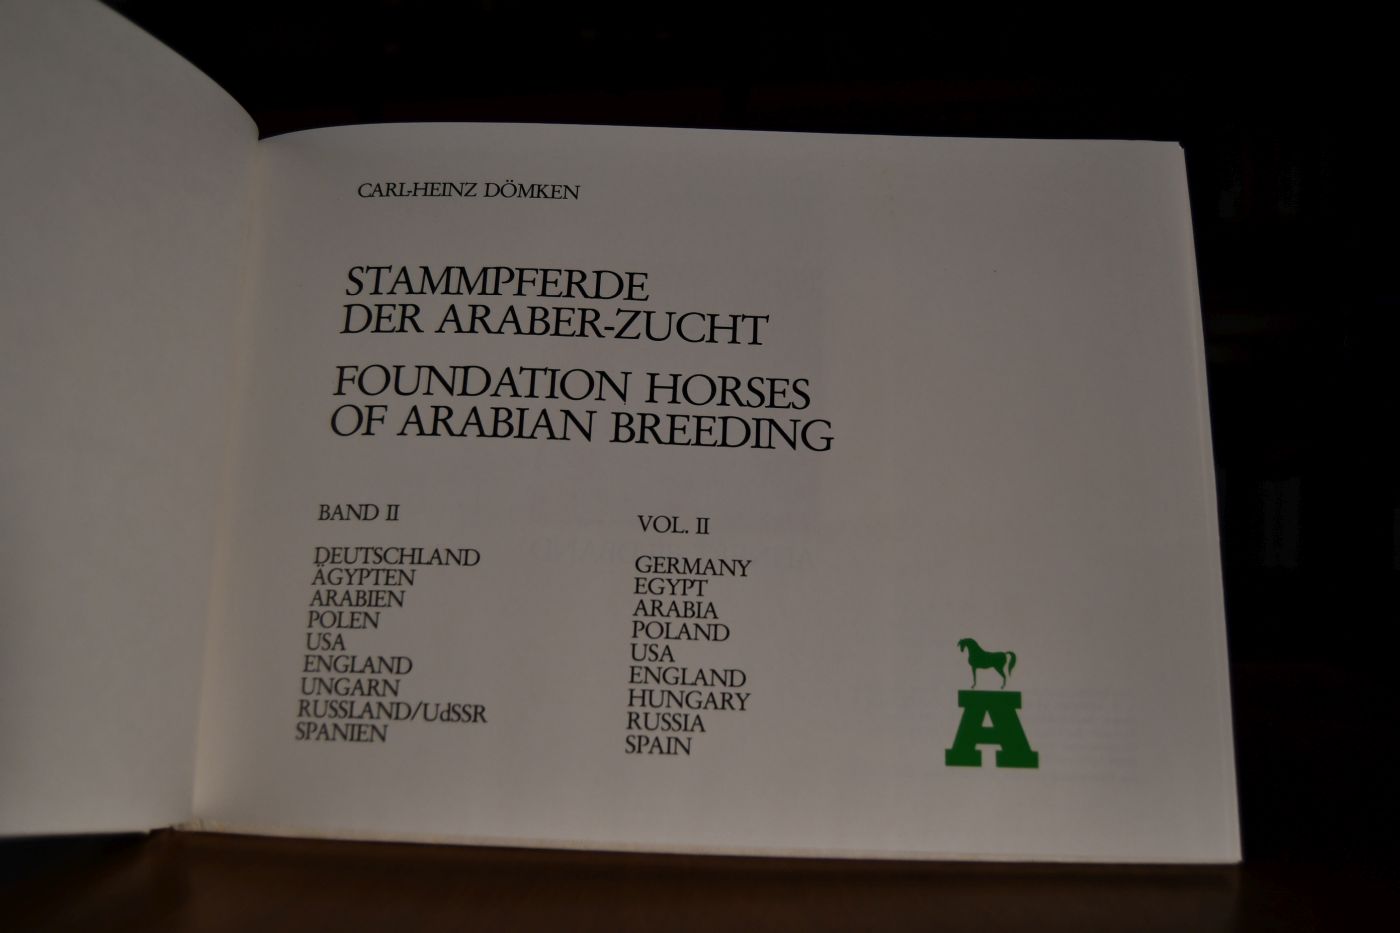 CARL-HEINZ DÖMKEN
STAMMPFERDE
DER ARABER-ZUCHT
FOUNDATION HORSES
OF ARABIAN BREEDING
BAND II
DEUTSCHLAND
ÄGYPTEN
ARABIEN
POLEN
USA
ENGLAND
UNGARN
RUSSLAND/UdSSR
SPANIEN
VOL. II
GERMANY
EGYPT
ARABIA
POLAND
USA
ENGLAND
HUNGARY
RUSSIA
SPAIN
A